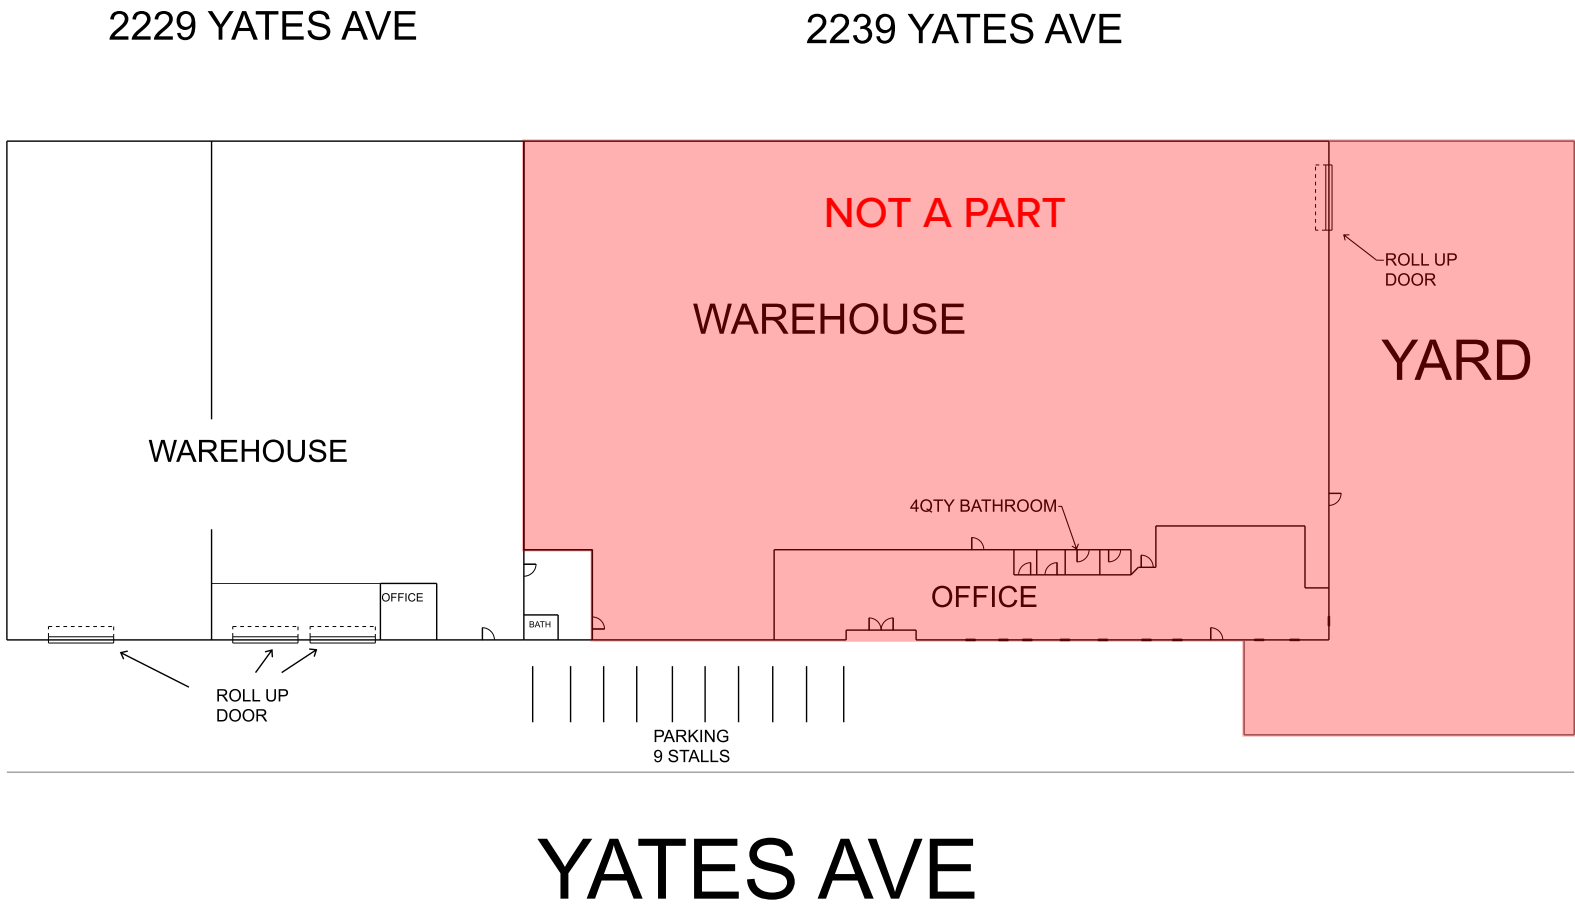 2229 YATES AVE
2239 YATES AVE
NOT A PART
ROLL UP
DOOR
WAREHOUSE
YARD
WAREHOUSE
4QTY BATHROOM
OFFICE
OFFICE
BATH
ROLL UP
DOOR
PARKING
9 STALLS
YATES AVE